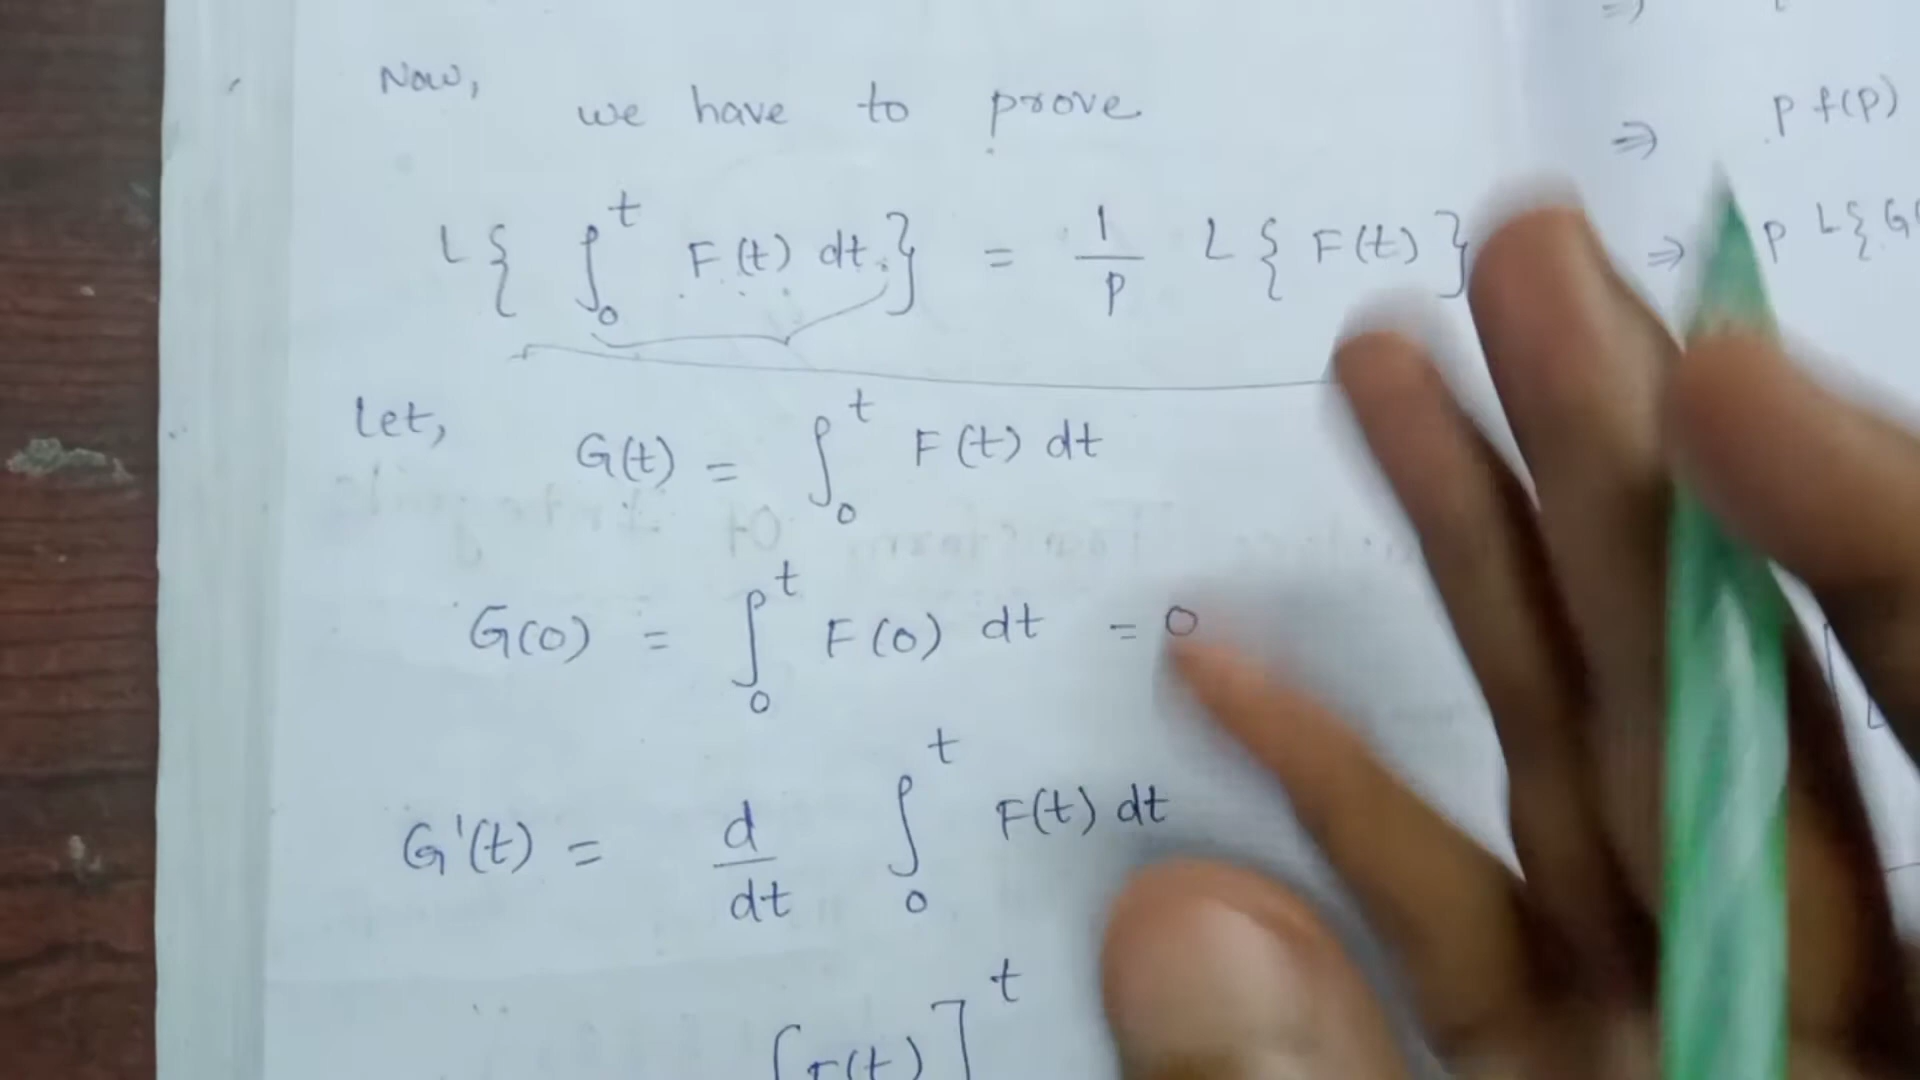 Now,
we have to prove
L{ ∫₀ᵗ F(t) dt.} = 1/p L{ F(t) }
Let,
G(t) = ∫₀ᵗ F(t) dt
G(0) = ∫₀ᵗ F(0) dt = 0
G'(t) = d/dt ∫₀ᵗ F(t) dt
[F(t)]ᵗ
⇒
⇒ p f(p)
⇒ p L{G(